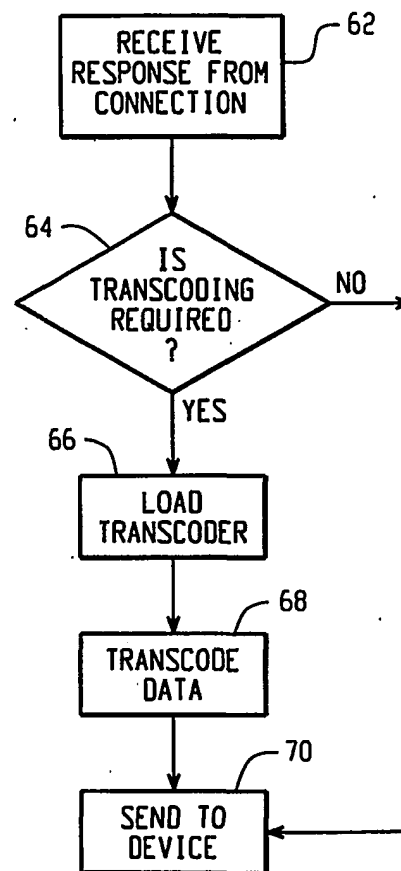 62
RECEIVE
RESPONSE FROM
CONNECTION
64
IS
TRANSCODING
REQUIRED
?
NO
YES
66
LOAD
TRANSCODER
68
TRANSCODE
DATA
70
SEND TO
DEVICE